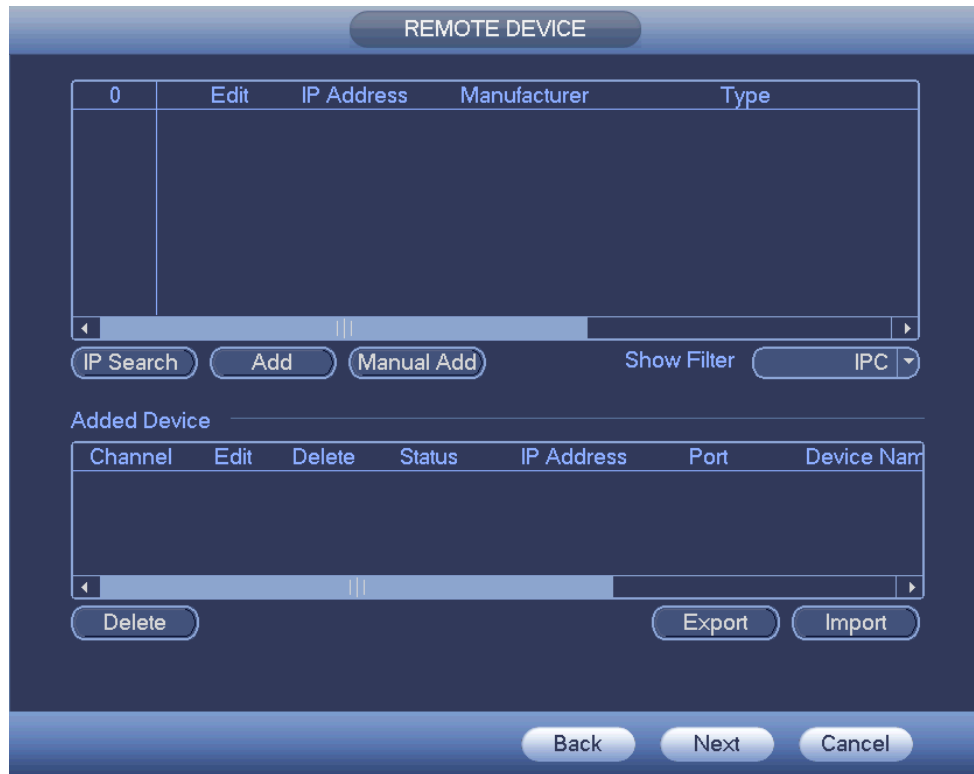 REMOTE DEVICE
0 Edit IP Address Manufacturer Type
IP Search Add Manual Add Show Filter IPC
Added Device
Channel Edit Delete Status IP Address Port Device Nam
Delete Export Import
Back Next Cancel